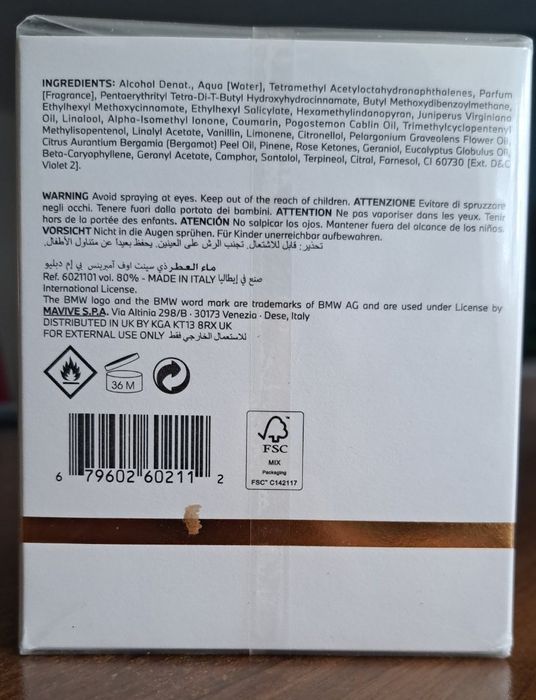 INGREDIENTS: Alcohol Denat., Aqua [Water], Tetramethyl Acetyloctahydronaphthalenes, Parfum
[Fragrance], Pentaerythrityl Tetra-Di-T-Butyl Hydroxyhydrocinnamate, Butyl Methoxydibenzoylmethane,
Ethylhexyl Methoxycinnamate, Ethylhexyl Salicylate, Hexamethylindanopyran, Juniperus Virginiana
Oil, Linalool, Alpha-Isomethyl Ionone, Coumarin, Pogostemon Cablin Oil, Trimethylcyclopentenyl
Methylisopentenol, Linalyl Acetate, Vanillin, Limonene, Citronellol, Pelargonium Graveolens Flower Oil,
Citrus Aurantium Bergamia (Bergamot) Peel Oil, Pinene, Rose Ketones, Geraniol, Eucalyptus Globulus Oil,
Beta-Caryophyllene, Geranyl Acetate, Camphor, Santalol, Terpineol, Citral, Farnesol, CI 60730 [Ext. D&C
Violet 2].
WARNING Avoid spraying at eyes. Keep out of the reach of children. ATTENZIONE Evitare di spruzzare
negli occhi. Tenere fuori dalla portata dei bambini. ATTENTION Ne pas vaporiser dans les yeux. Tenir
hors de la portée des enfants. ATENCIÓN No salpicar los ojos. Mantener fuera del alcance de los niños.
VORSICHT Nicht in die Augen sprühen. Für Kinder unerreichbar aufbewahren.
تحذير: قابل للاشتعال. تجنب الرش على العينين. يحفظ بعيدا عن متناول الأطفال.
ماء العطر ذي سينت اوف آمبرينس بي إم دبليو
Ref. 6021101 vol. 80% - MADE IN ITALY صنع في إيطاليا
International License.
The BMW logo and the BMW word mark are trademarks of BMW AG and are used under License by
MAVIVE S.P.A. Via Altinia 298/B · 30173 Venezia · Dese, Italy
DISTRIBUTED IN UK BY KGA KT13 8RX UK
FOR EXTERNAL USE ONLY للاستعمال الخارجي فقط
36 M
6 79602 60211 2
FSC
MIX
Packaging
FSC™ C142117